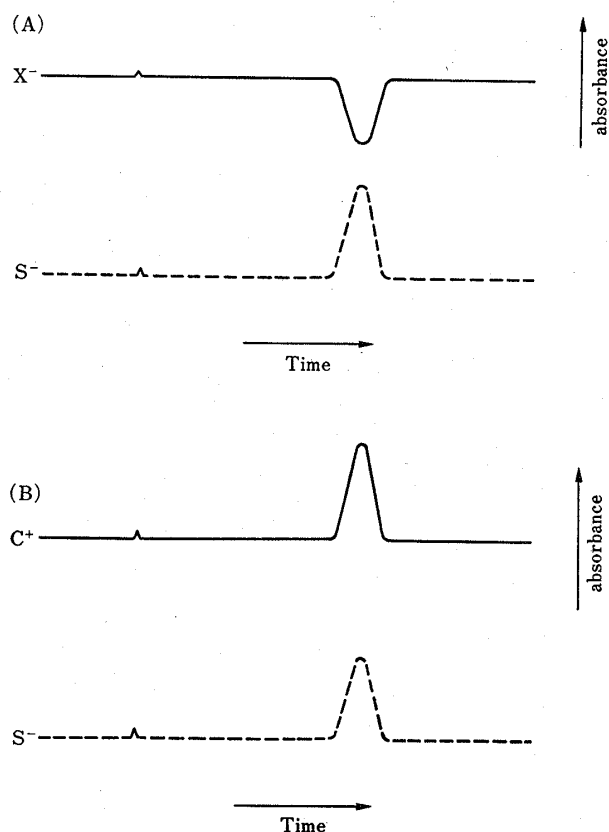 (A)
X⁻
absorbance
S⁻
Time
(B)
C⁺
absorbance
S⁻
Time